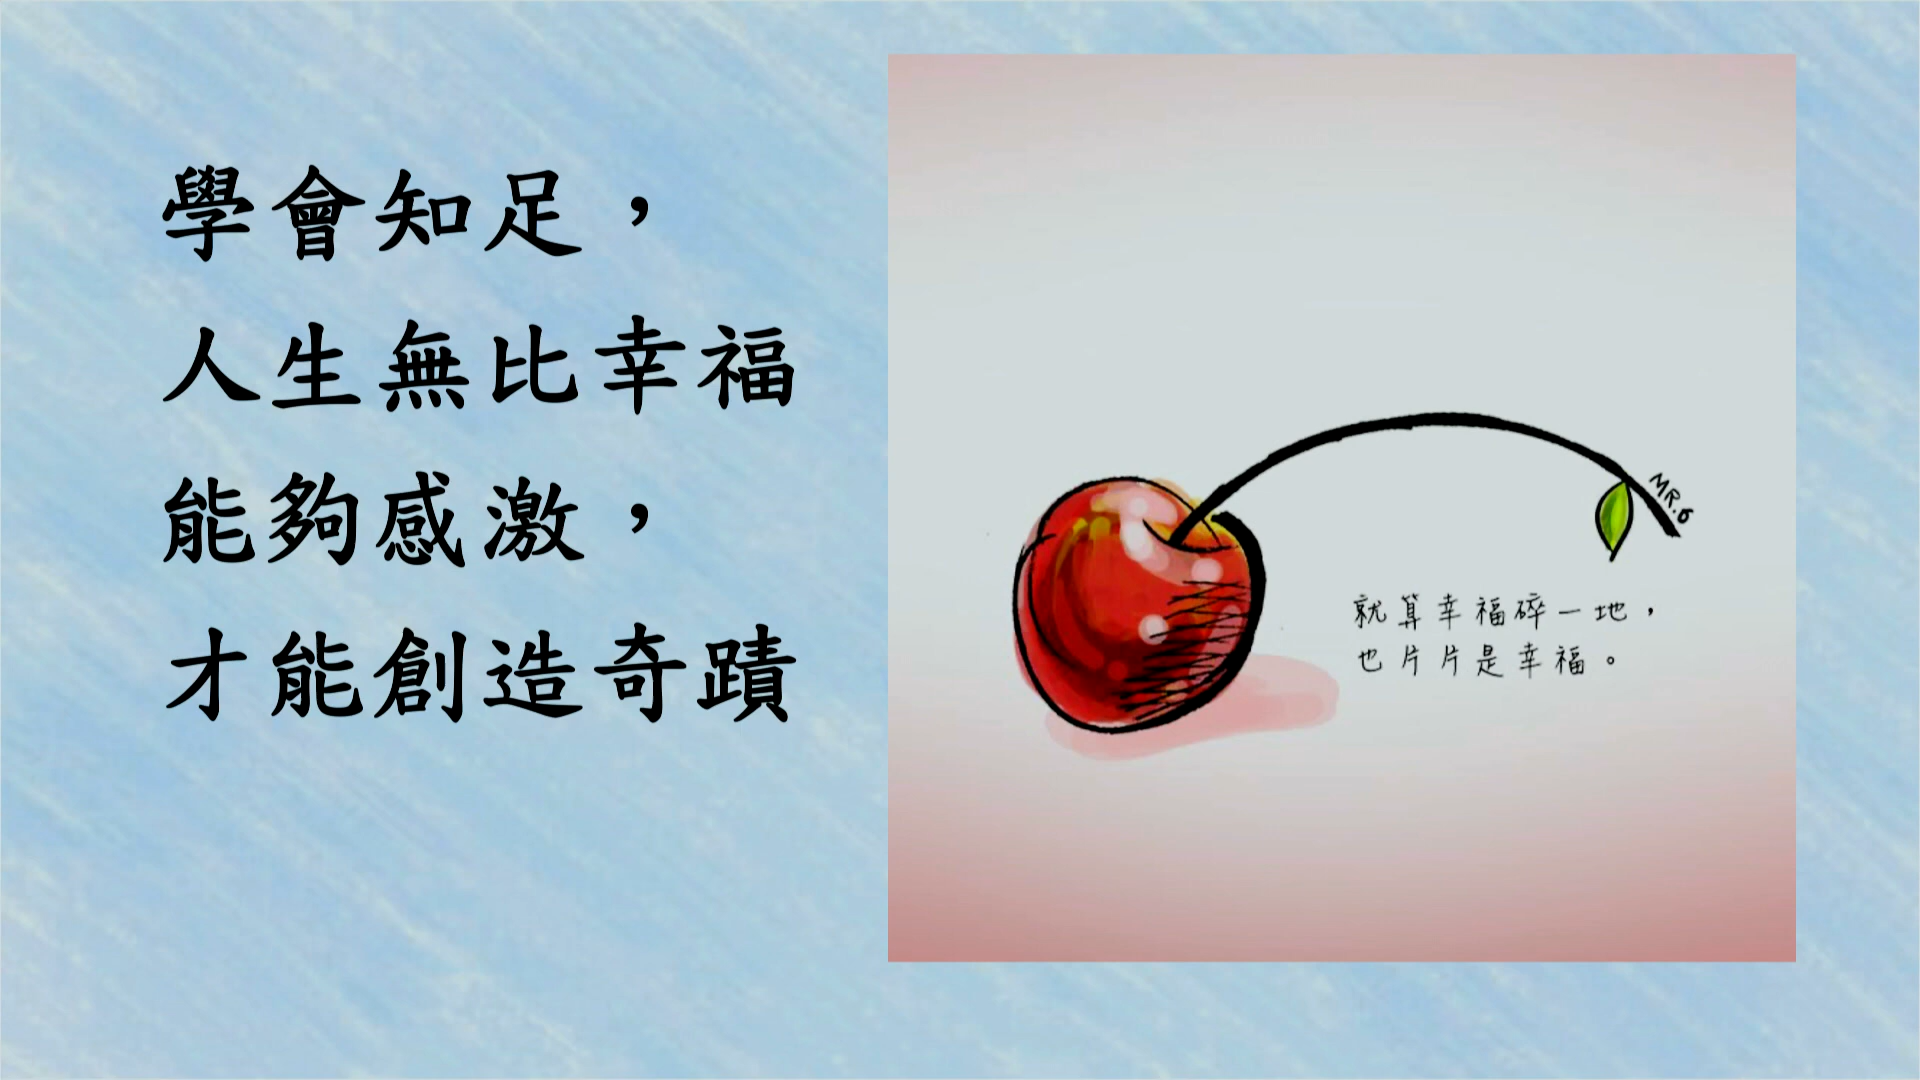 學會知足，
人生無比幸福
能夠感激，
才能創造奇蹟
MR.6
就算幸福碎一地，
也片片是幸福。